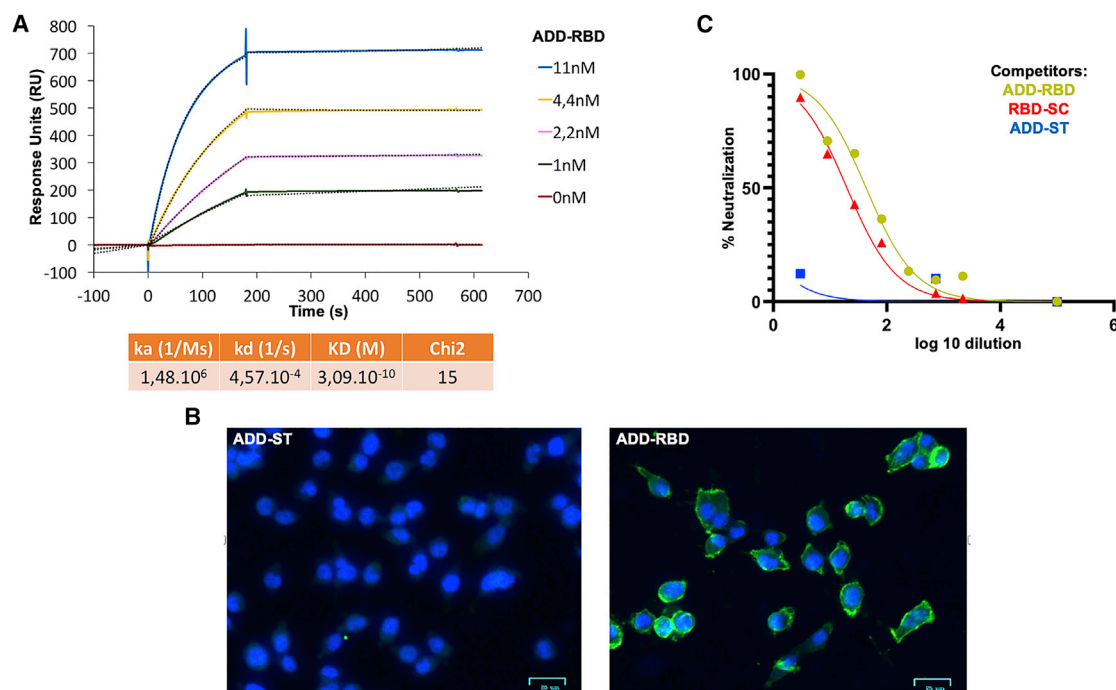 A
800
700
600
500
400
300
200
100
0
-100
Response Units (RU)
-100 0 100 200 300 400 500 600 700
Time (s)
ADD-RBD
11nM
4,4nM
2,2nM
1nM
0nM
ka (1/Ms) kd (1/s) KD (M) Chi2
1,48.10⁶ 4,57.10⁻⁴ 3,09.10⁻¹⁰ 15
C
Competitors:
ADD-RBD
RBD-SC
ADD-ST
100
50
0
% Neutralization
0 2 4 6
log 10 dilution
B
ADD-ST
ADD-RBD